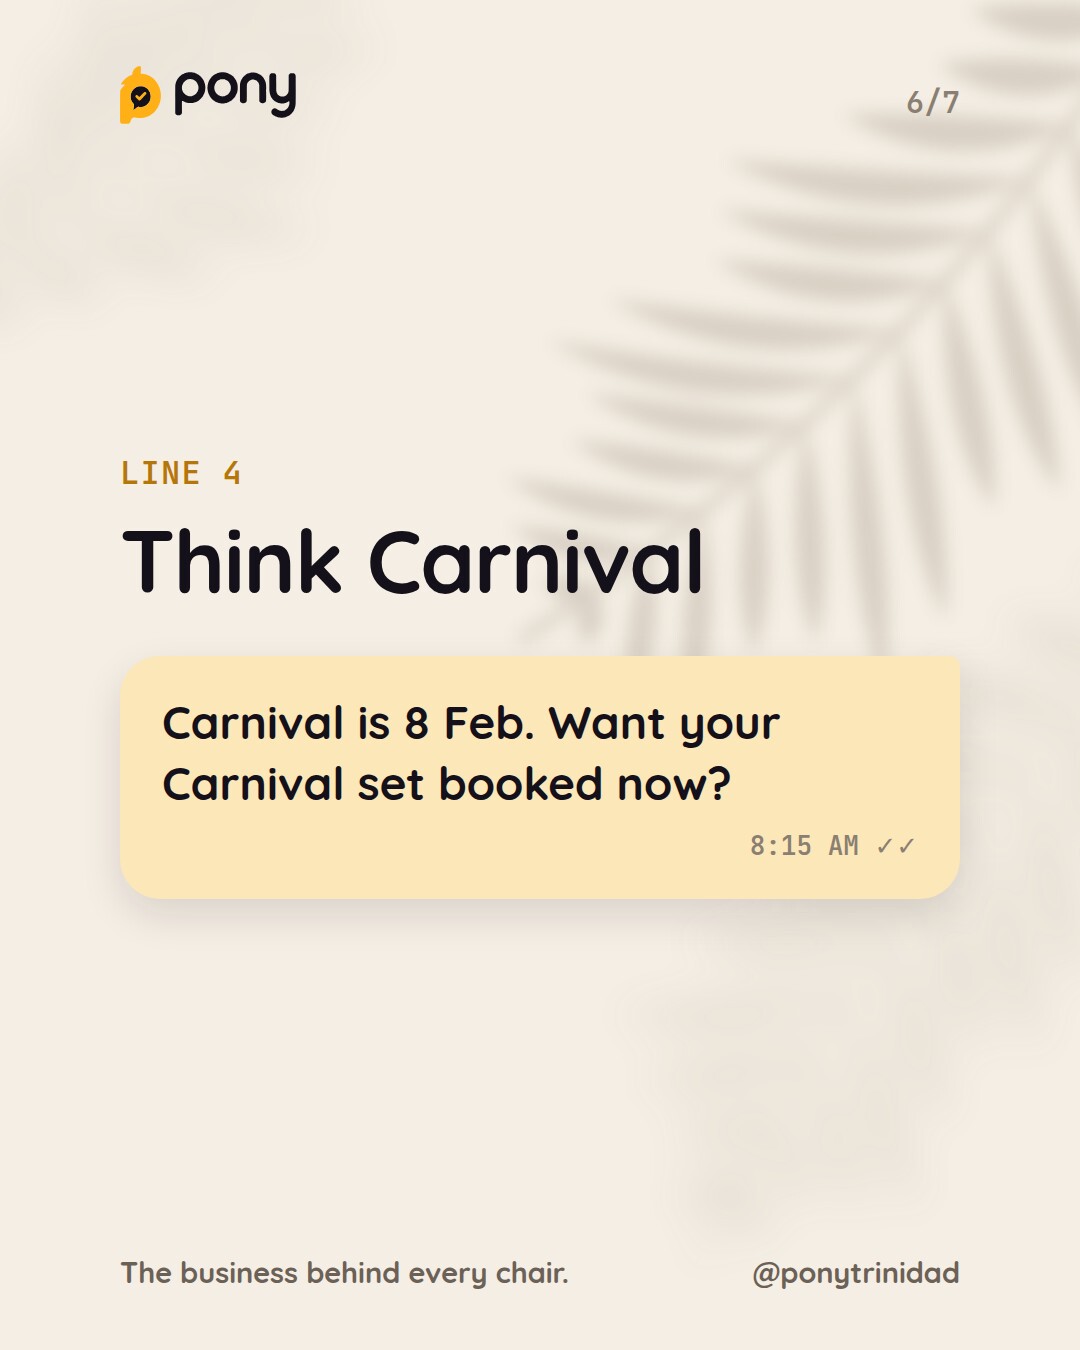 pony
6/7
LINE 4
Think Carnival
Carnival is 8 Feb. Want your
Carnival set booked now?
8:15 AM ✓✓
The business behind every chair.
@ponytrinidad